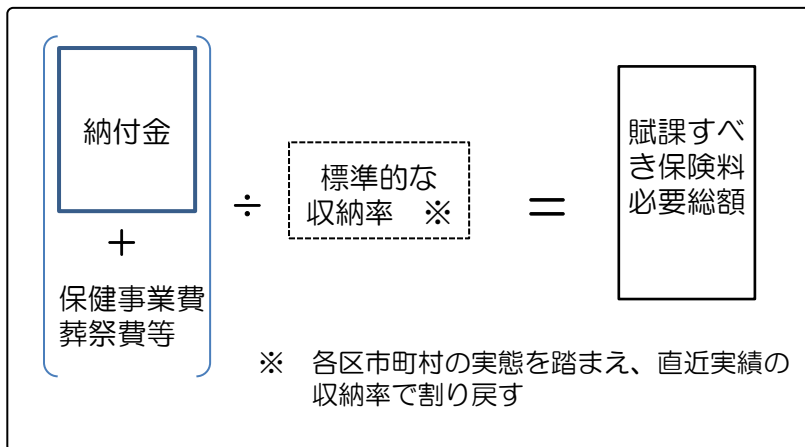 納付金
+
保健事業費
葬祭費等
÷
標準的な
収納率　※
=
賦課すべ
き保険料
必要総額
※　各区市町村の実態を踏まえ、直近実績の
収納率で割り戻す